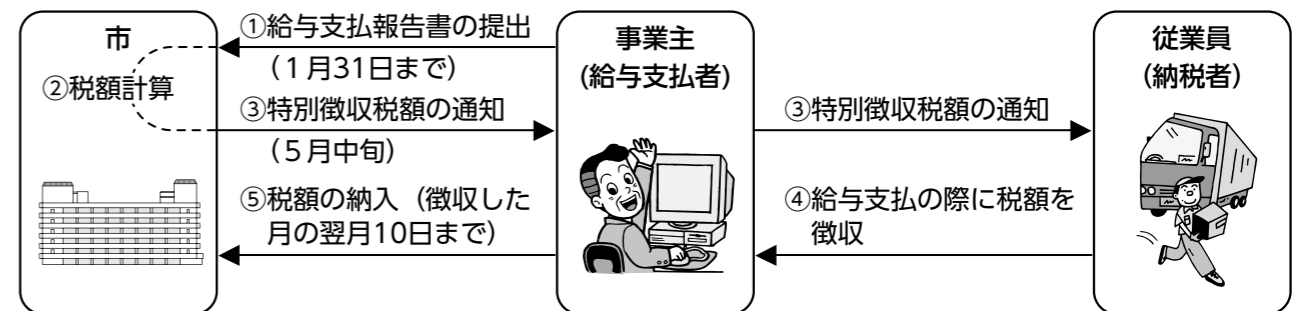 市
②税額計算
①給与支払報告書の提出
（１月31日まで）
③特別徴収税額の通知
（５月中旬）
⑤税額の納入（徴収した
月の翌月10日まで）
事業主
（給与支払者）
③特別徴収税額の通知
④給与支払の際に税額を
徴収
従業員
（納税者）